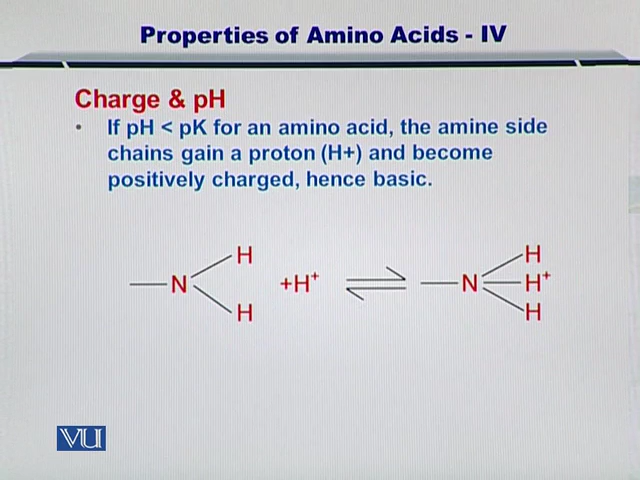 Properties of Amino Acids - IV
Charge & pH
• If pH < pK for an amino acid, the amine side
chains gain a proton (H+) and become
positively charged, hence basic.
H H
N +H⁺ N H⁺
H H
VU